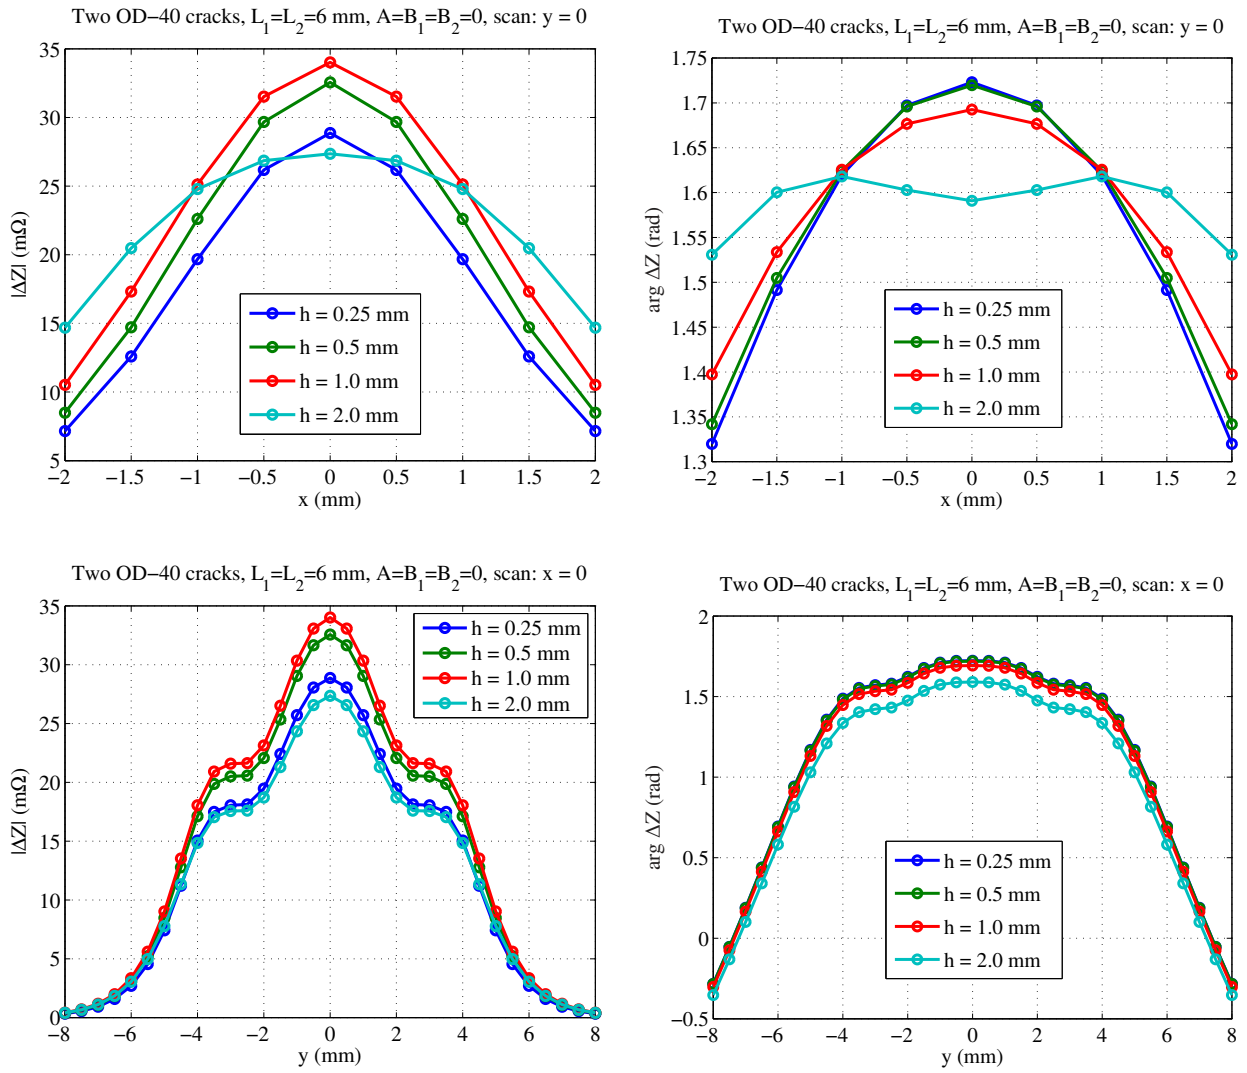 Two OD−40 cracks, L₁=L₂=6 mm, A=B₁=B₂=0, scan: y = 0
35
30
25
20
15
10
5
|ΔZ| (mΩ)
h = 0.25 mm
h = 0.5 mm
h = 1.0 mm
h = 2.0 mm
−2 −1.5 −1 −0.5 0 0.5 1 1.5 2
x (mm)
Two OD−40 cracks, L₁=L₂=6 mm, A=B₁=B₂=0, scan: y = 0
1.75
1.7
1.65
1.6
1.55
1.5
1.45
1.4
1.35
1.3
arg ΔZ (rad)
h = 0.25 mm
h = 0.5 mm
h = 1.0 mm
h = 2.0 mm
−2 −1.5 −1 −0.5 0 0.5 1 1.5 2
x (mm)
Two OD−40 cracks, L₁=L₂=6 mm, A=B₁=B₂=0, scan: x = 0
35
30
25
20
15
10
5
0
|ΔZ| (mΩ)
h = 0.25 mm
h = 0.5 mm
h = 1.0 mm
h = 2.0 mm
−8 −6 −4 −2 0 2 4 6 8
y (mm)
Two OD−40 cracks, L₁=L₂=6 mm, A=B₁=B₂=0, scan: x = 0
2
1.5
1
0.5
0
−0.5
arg ΔZ (rad)
h = 0.25 mm
h = 0.5 mm
h = 1.0 mm
h = 2.0 mm
−8 −6 −4 −2 0 2 4 6 8
y (mm)